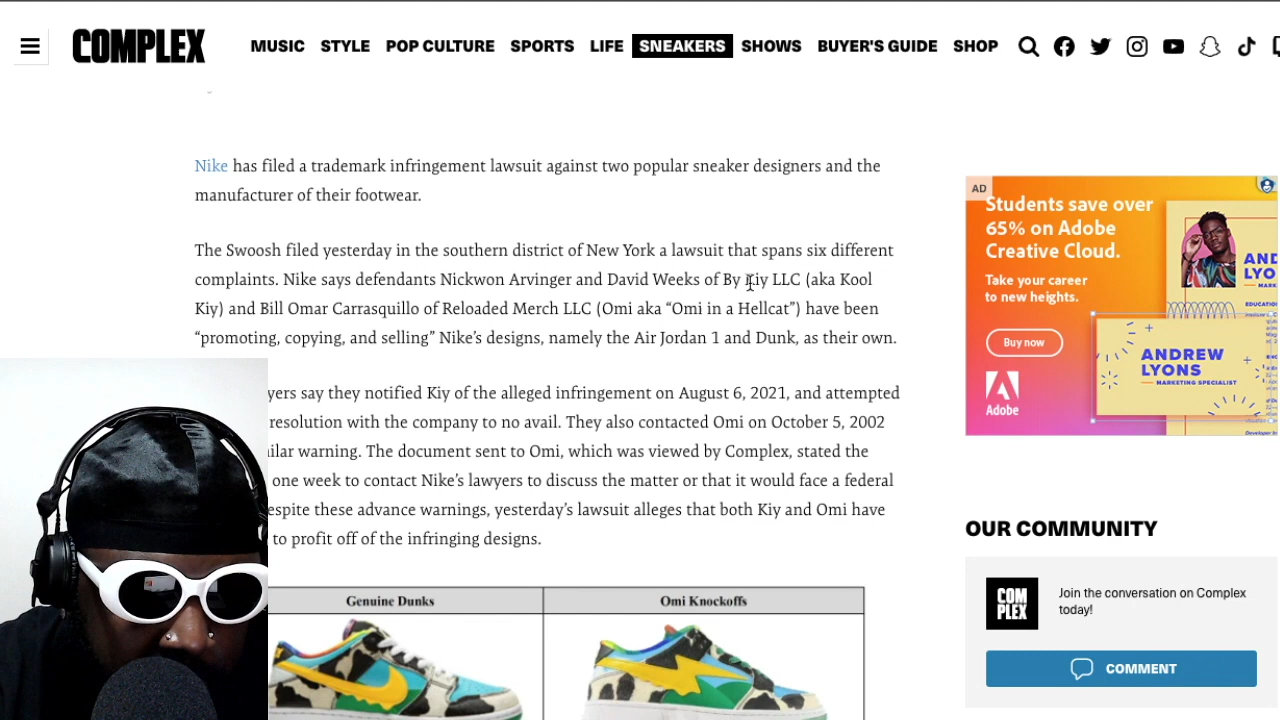 COMPLEX
MUSIC STYLE POP CULTURE SPORTS LIFE SNEAKERS SHOWS BUYER'S GUIDE SHOP
Nike has filed a trademark infringement lawsuit against two popular sneaker designers and the
manufacturer of their footwear.
The Swoosh filed yesterday in the southern district of New York a lawsuit that spans six different
complaints. Nike says defendants Nickwon Arvinger and David Weeks of By Kiy LLC (aka Kool
Kiy) and Bill Omar Carrasquillo of Reloaded Merch LLC (Omi aka “Omi in a Hellcat”) have been
“promoting, copying, and selling” Nike’s designs, namely the Air Jordan 1 and Dunk, as their own.
yers say they notified Kiy of the alleged infringement on August 6, 2021, and attempted
resolution with the company to no avail. They also contacted Omi on October 5, 2002
ilar warning. The document sent to Omi, which was viewed by Complex, stated the
one week to contact Nike’s lawyers to discuss the matter or that it would face a federal
espite these advance warnings, yesterday’s lawsuit alleges that both Kiy and Omi have
to profit off of the infringing designs.
Genuine Dunks Omi Knockoffs
AD
Students save over
65% on Adobe
Creative Cloud.
Take your career
to new heights.
Buy now
Adobe
AND
LYO
ANDREW
LYONS
MARKETING SPECIALIST
OUR COMMUNITY
COM
PLEX
Join the conversation on Complex
today!
COMMENT